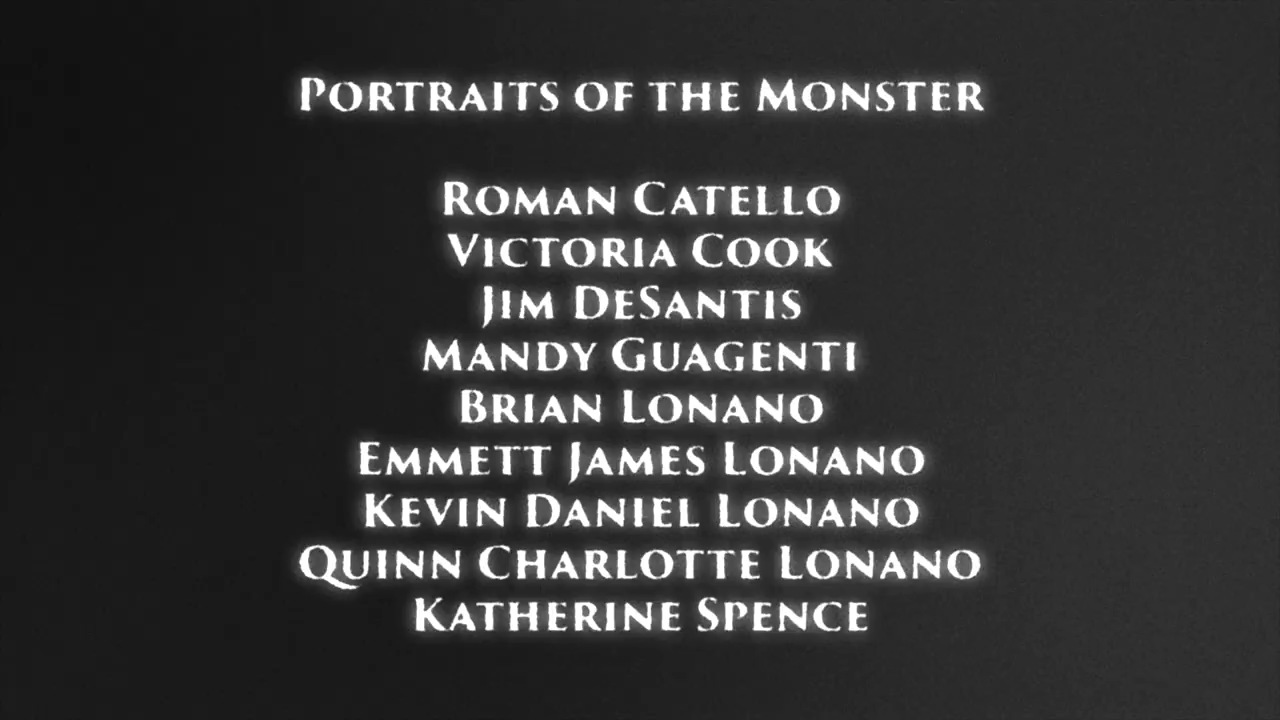 Portraits of the Monster
Roman Catello
Victoria Cook
Jim DeSantis
Mandy Guagenti
Brian Lonano
Emmett James Lonano
Kevin Daniel Lonano
Quinn Charlotte Lonano
Katherine Spence